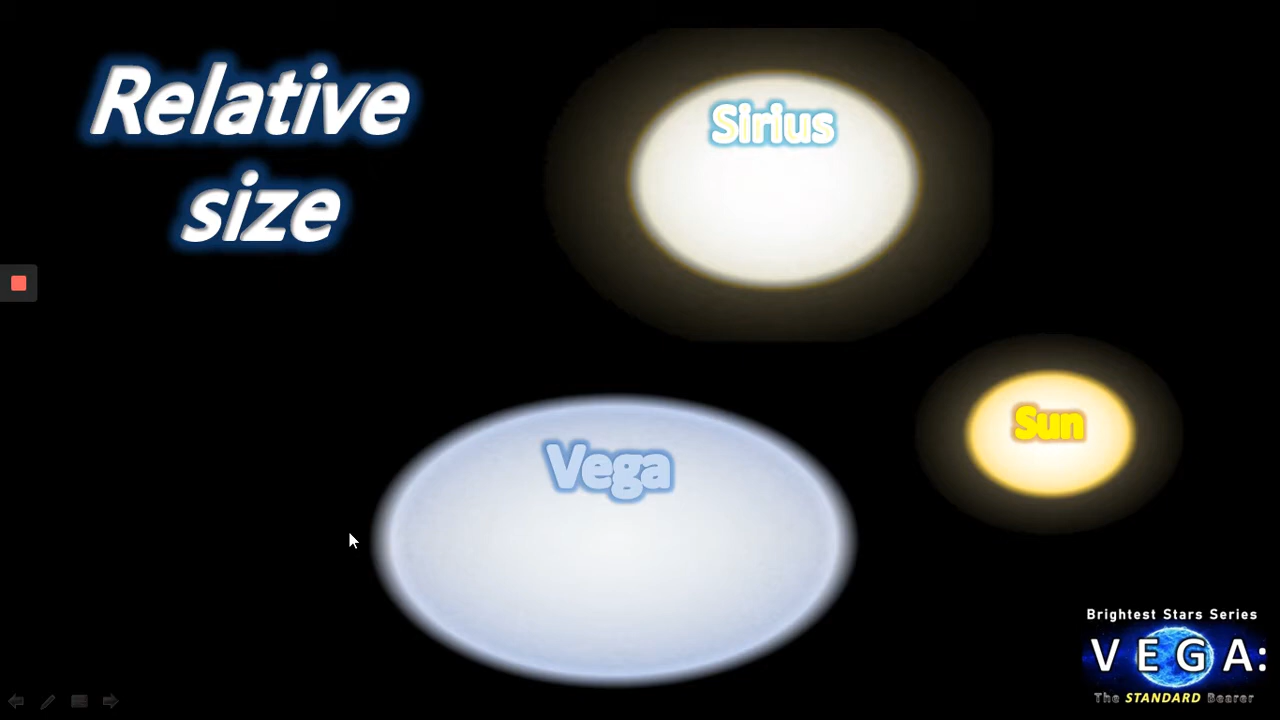 Relative
size
Sirius
Sun
Vega
Brightest Stars Series
VEGA:
The STANDARD Bearer